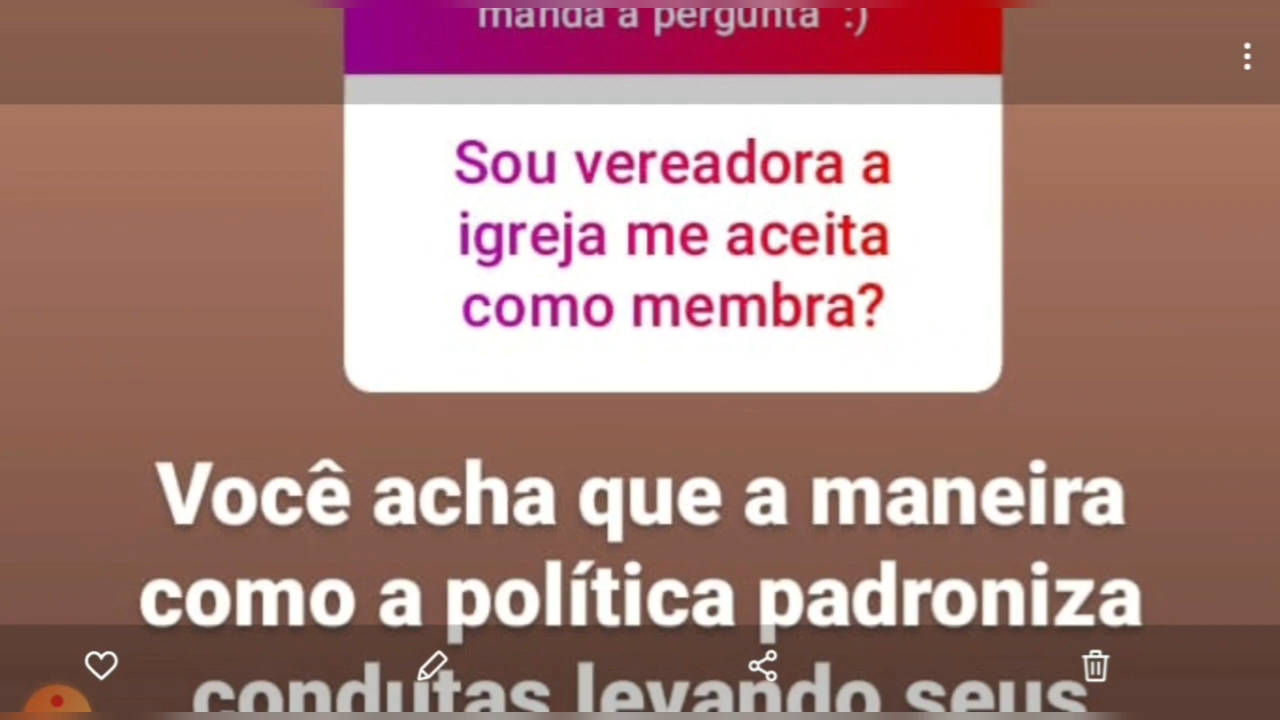 manda a pergunta :)
Sou vereadora a
igreja me aceita
como membra?
Você acha que a maneira
como a política padroniza
condutas levando seus